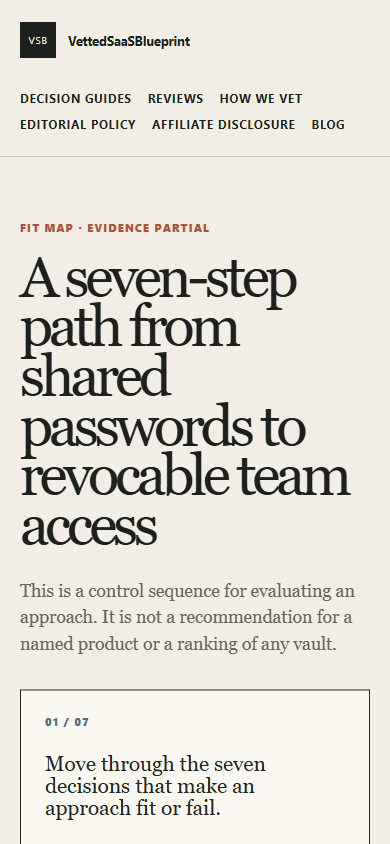 VSB VettedSaaSBlueprint
DECISION GUIDES REVIEWS HOW WE VET
EDITORIAL POLICY AFFILIATE DISCLOSURE BLOG
FIT MAP · EVIDENCE PARTIAL
A seven-step
path from
shared
passwords to
revocable team
access
This is a control sequence for evaluating an
approach. It is not a recommendation for a
named product or a ranking of any vault.
01 / 07
Move through the seven
decisions that make an
approach fit or fail.